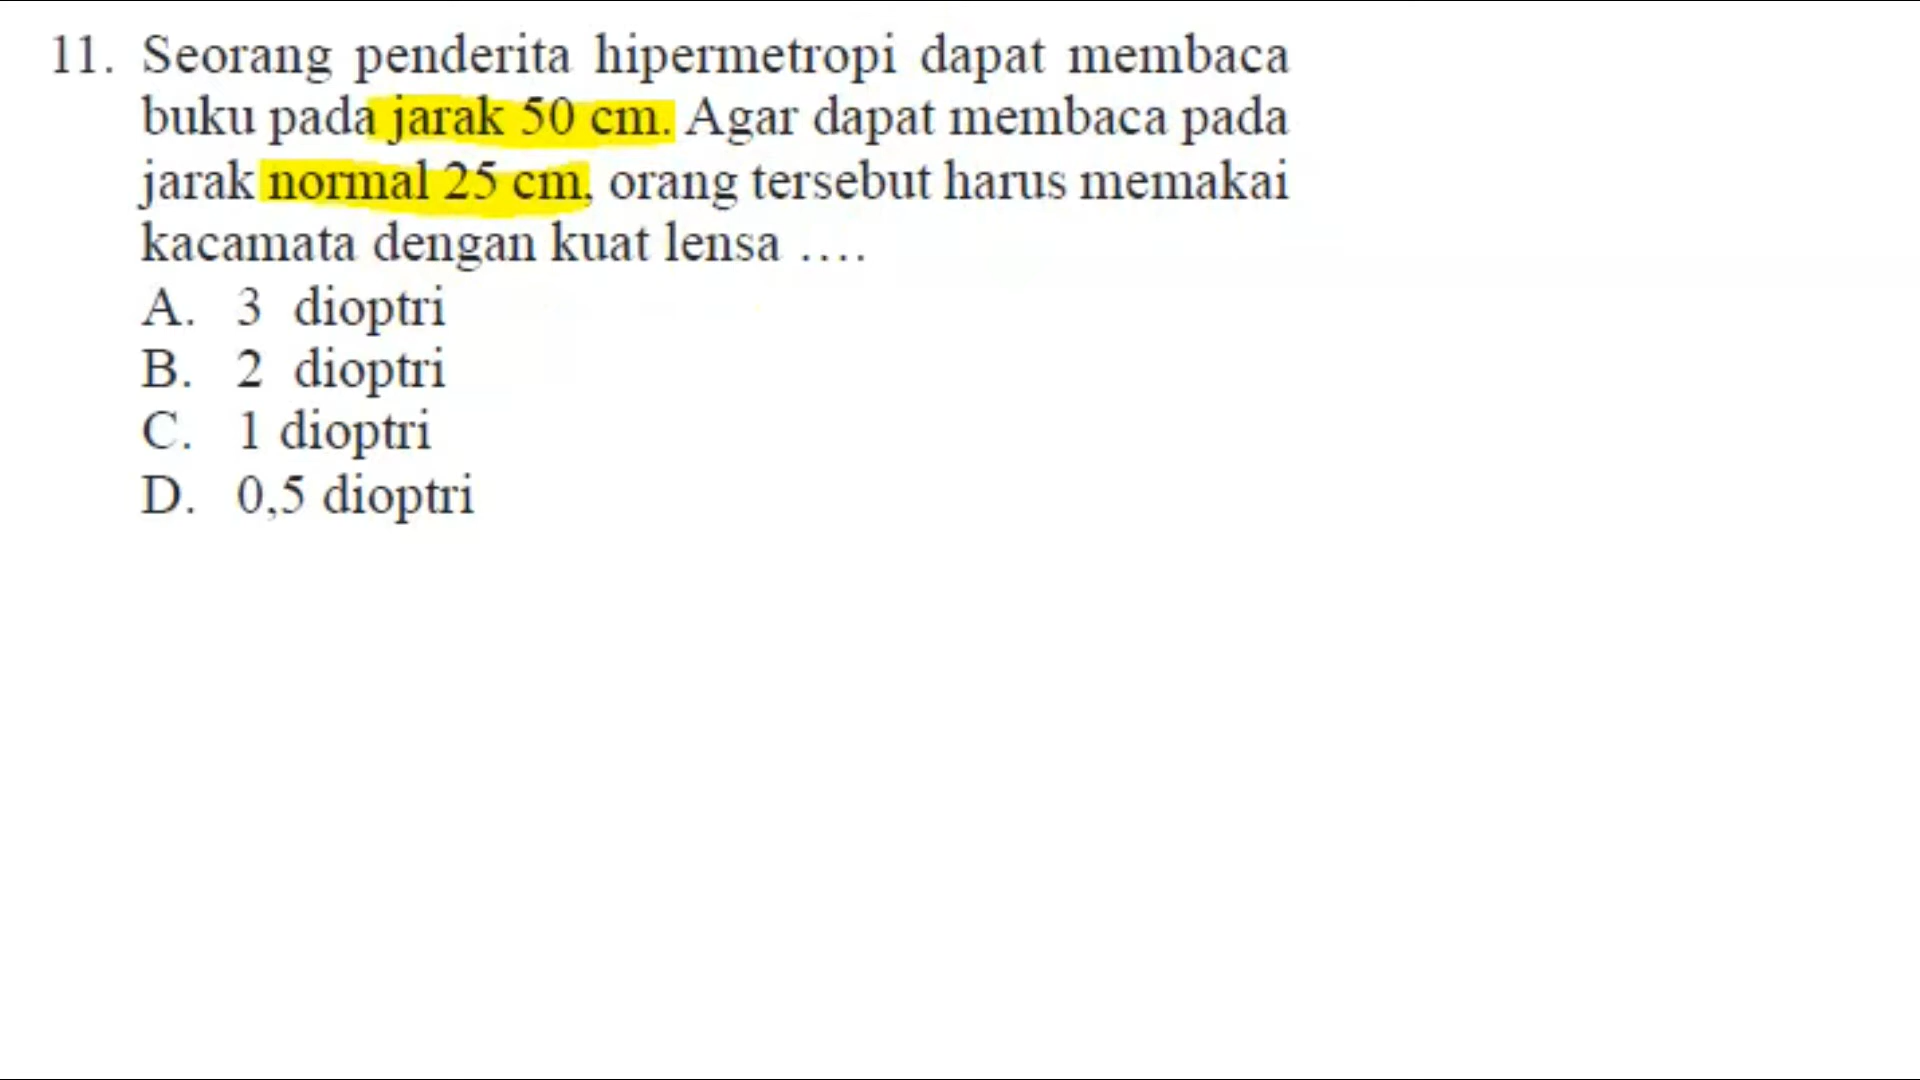 11. Seorang penderita hipermetropi dapat membaca
buku pada jarak 50 cm. Agar dapat membaca pada
jarak normal 25 cm, orang tersebut harus memakai
kacamata dengan kuat lensa ....
A. 3 dioptri
B. 2 dioptri
C. 1 dioptri
D. 0,5 dioptri